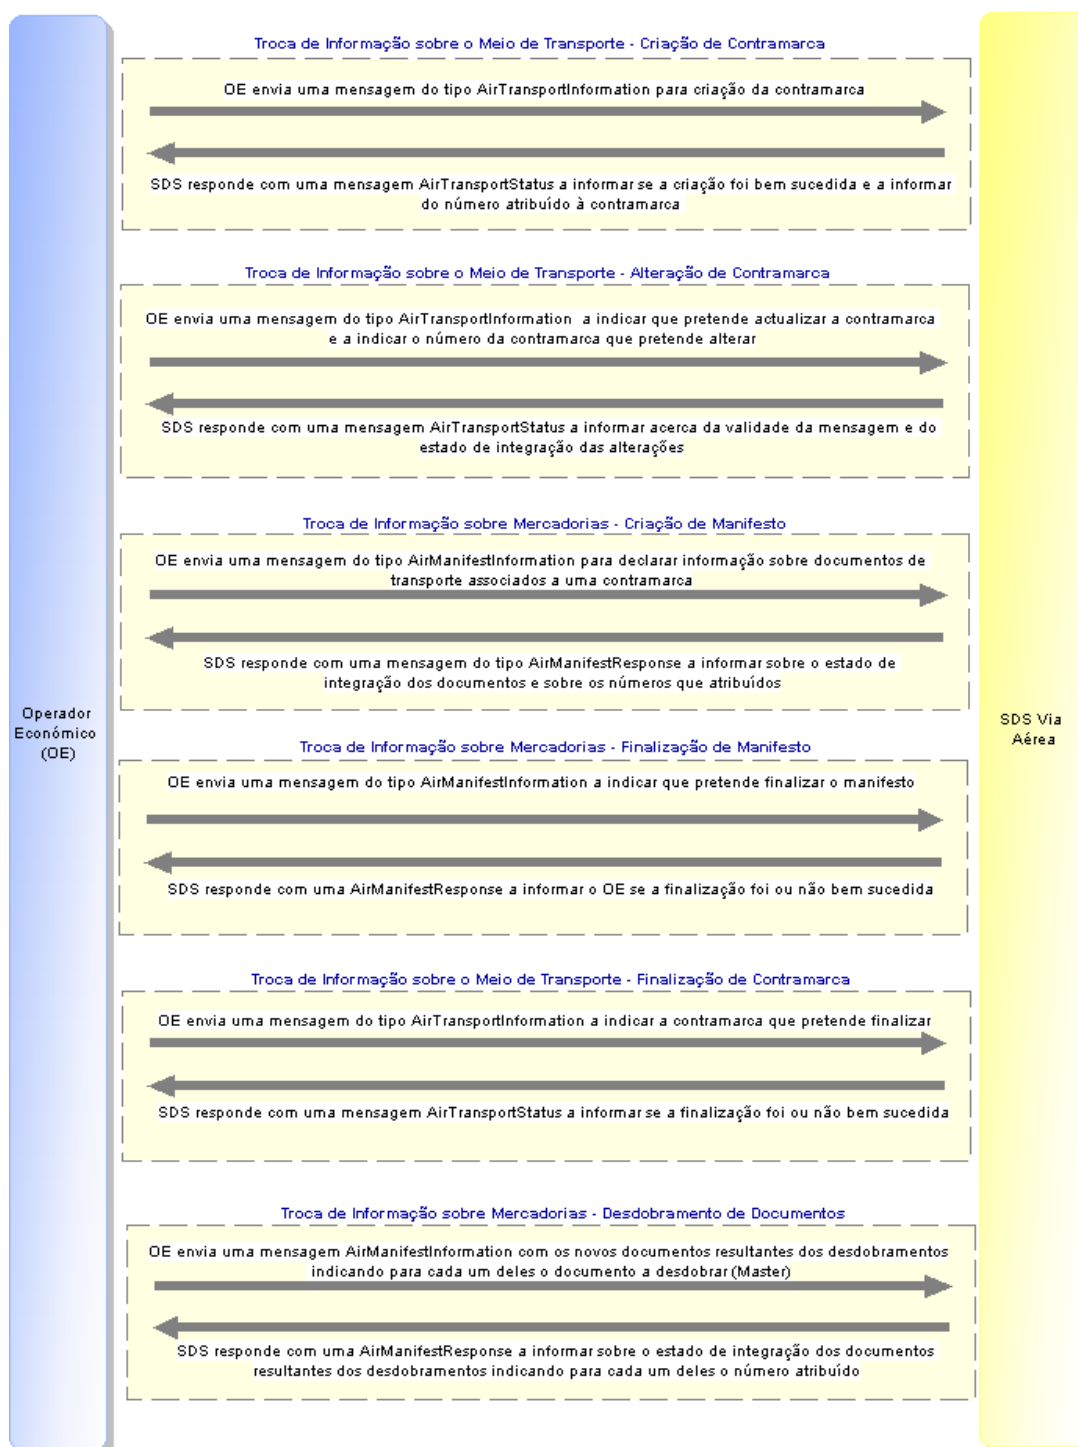 Troca de Informação sobre o Meio de Transporte - Criação de Contramarca
OE envia uma mensagem do tipo AirTransportInformation para criação da contramarca
SDS responde com uma mensagem AirTransportStatus a informar se a criação foi bem sucedida e a informar
do número atribuído à contramarca
Troca de Informação sobre o Meio de Transporte - Alteração de Contramarca
OE envia uma mensagem do tipo AirTransportInformation a indicar que pretende actualizar a contramarca
e a indicar o número da contramarca que pretende alterar
SDS responde com uma mensagem AirTransportStatus a informar acerca da validade da mensagem e do
estado de integração das alterações
Troca de Informação sobre Mercadorias - Criação de Manifesto
OE envia uma mensagem do tipo AirManifestInformation para declarar informação sobre documentos de
transporte associados a uma contramarca
SDS responde com uma mensagem do tipo AirManifestResponse a informar sobre o estado de
integração dos documentos e sobre os números que atribuídos
Operador
Económico
(OE)
SDS Via
Aérea
Troca de Informação sobre Mercadorias - Finalização de Manifesto
OE envia uma mensagem do tipo AirManifestInformation a indicar que pretende finalizar o manifesto
SDS responde com uma AirManifestResponse a informar o OE se a finalização foi ou não bem sucedida
Troca de Informação sobre o Meio de Transporte - Finalização de Contramarca
OE envia uma mensagem do tipo AirTransportInformation a indicar a contramarca que pretende finalizar
SDS responde com uma mensagem AirTransportStatus a informar se a finalização foi ou não bem sucedida
Troca de Informação sobre Mercadorias - Desdobramento de Documentos
OE envia uma mensagem AirManifestInformation com os novos documentos resultantes dos desdobramentos
indicando para cada um deles o documento a desdobrar (Master)
SDS responde com uma AirManifestResponse a informar sobre o estado de integração dos documentos
resultantes dos desdobramentos indicando para cada um deles o número atribuído